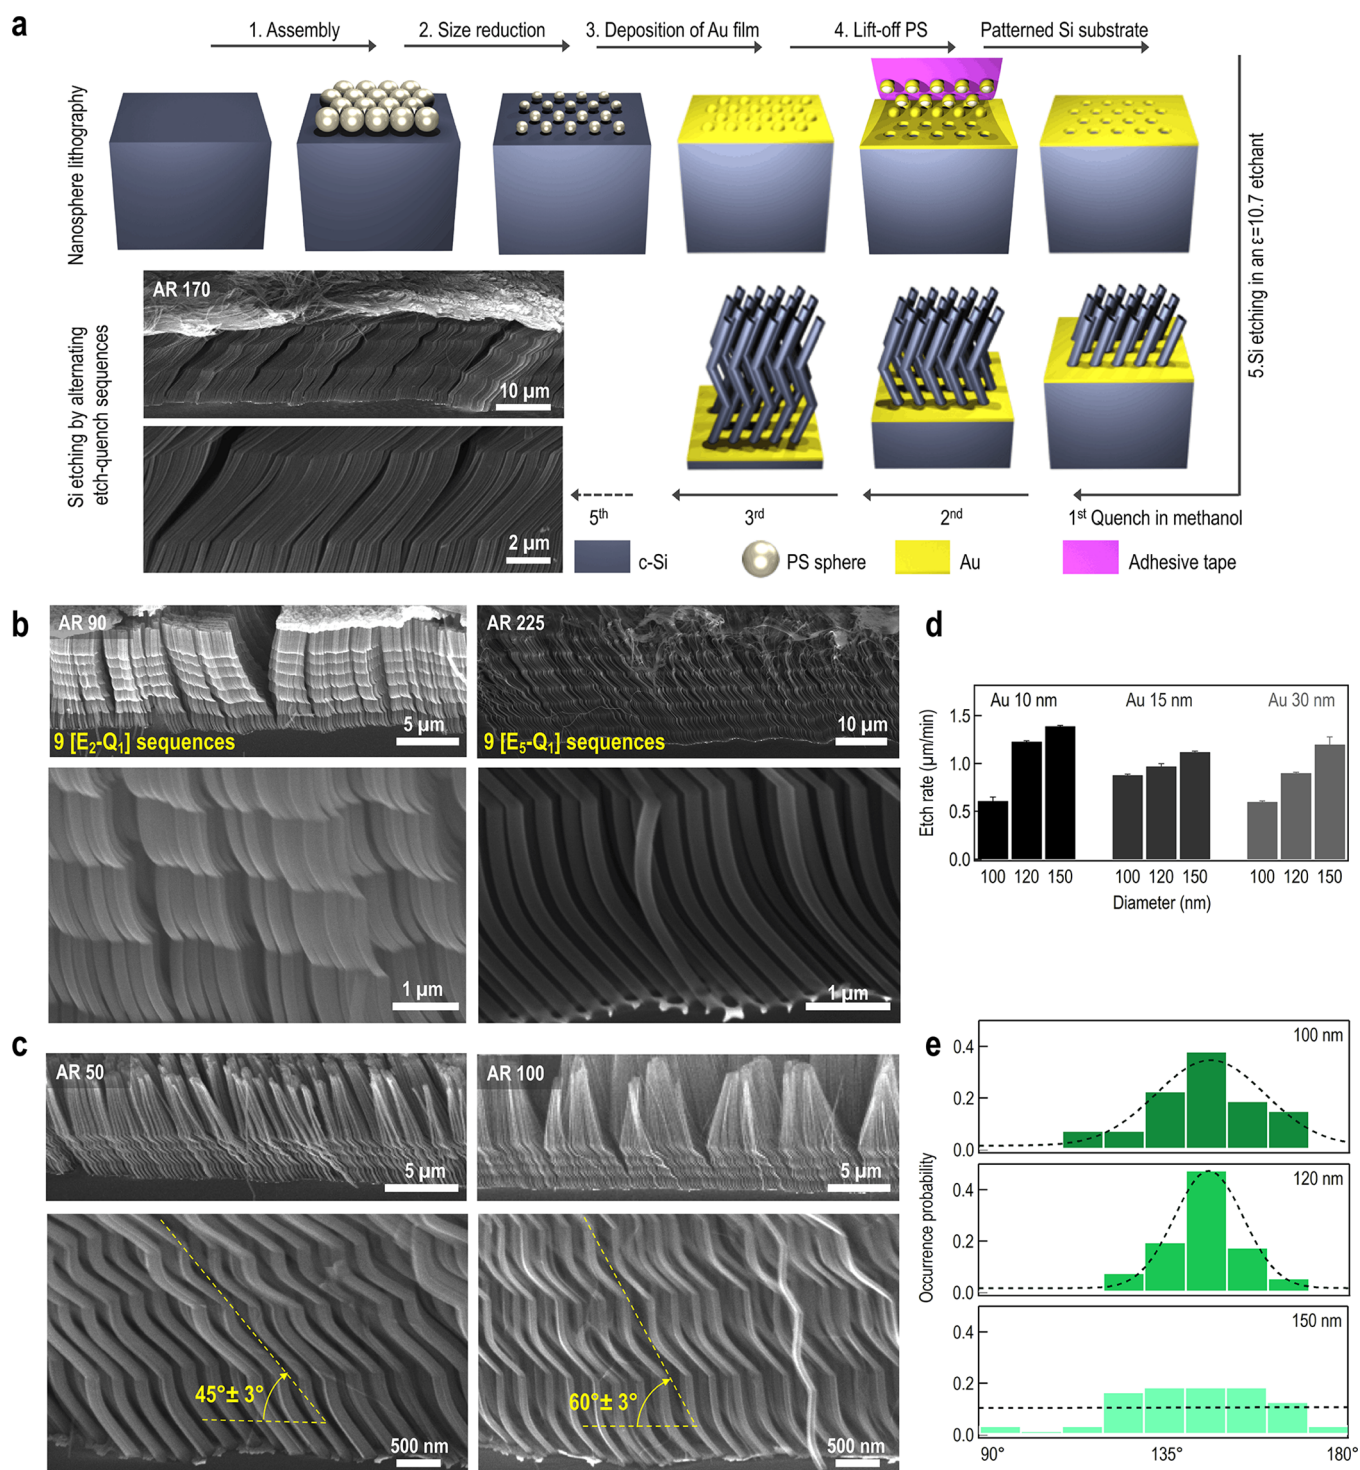 a
1. Assembly
2. Size reduction
3. Deposition of Au film
4. Lift-off PS
Patterned Si substrate
Nanosphere lithography
5.Si etching in an ε=10.7 etchant
Si etching by alternating
etch-quench sequences
AR 170
10 µm
2 µm
5th
3rd
2nd
1st Quench in methanol
c-Si
PS sphere
Au
Adhesive tape
b
AR 90
5 µm
9 [E2-Q1] sequences
AR 225
10 µm
9 [E5-Q1] sequences
1 µm
1 µm
c
AR 50
5 µm
AR 100
5 µm
45°± 3°
500 nm
60°± 3°
500 nm
d
Au 10 nm
Au 15 nm
Au 30 nm
Etch rate (µm/min)
1.5
1.0
0.5
0.0
100 120 150
100 120 150
100 120 150
Diameter (nm)
e
Occurrence probability
100 nm
0.4
0.2
0.0
120 nm
0.4
0.2
0.0
150 nm
0.4
0.2
0.0
90° 135° 180°